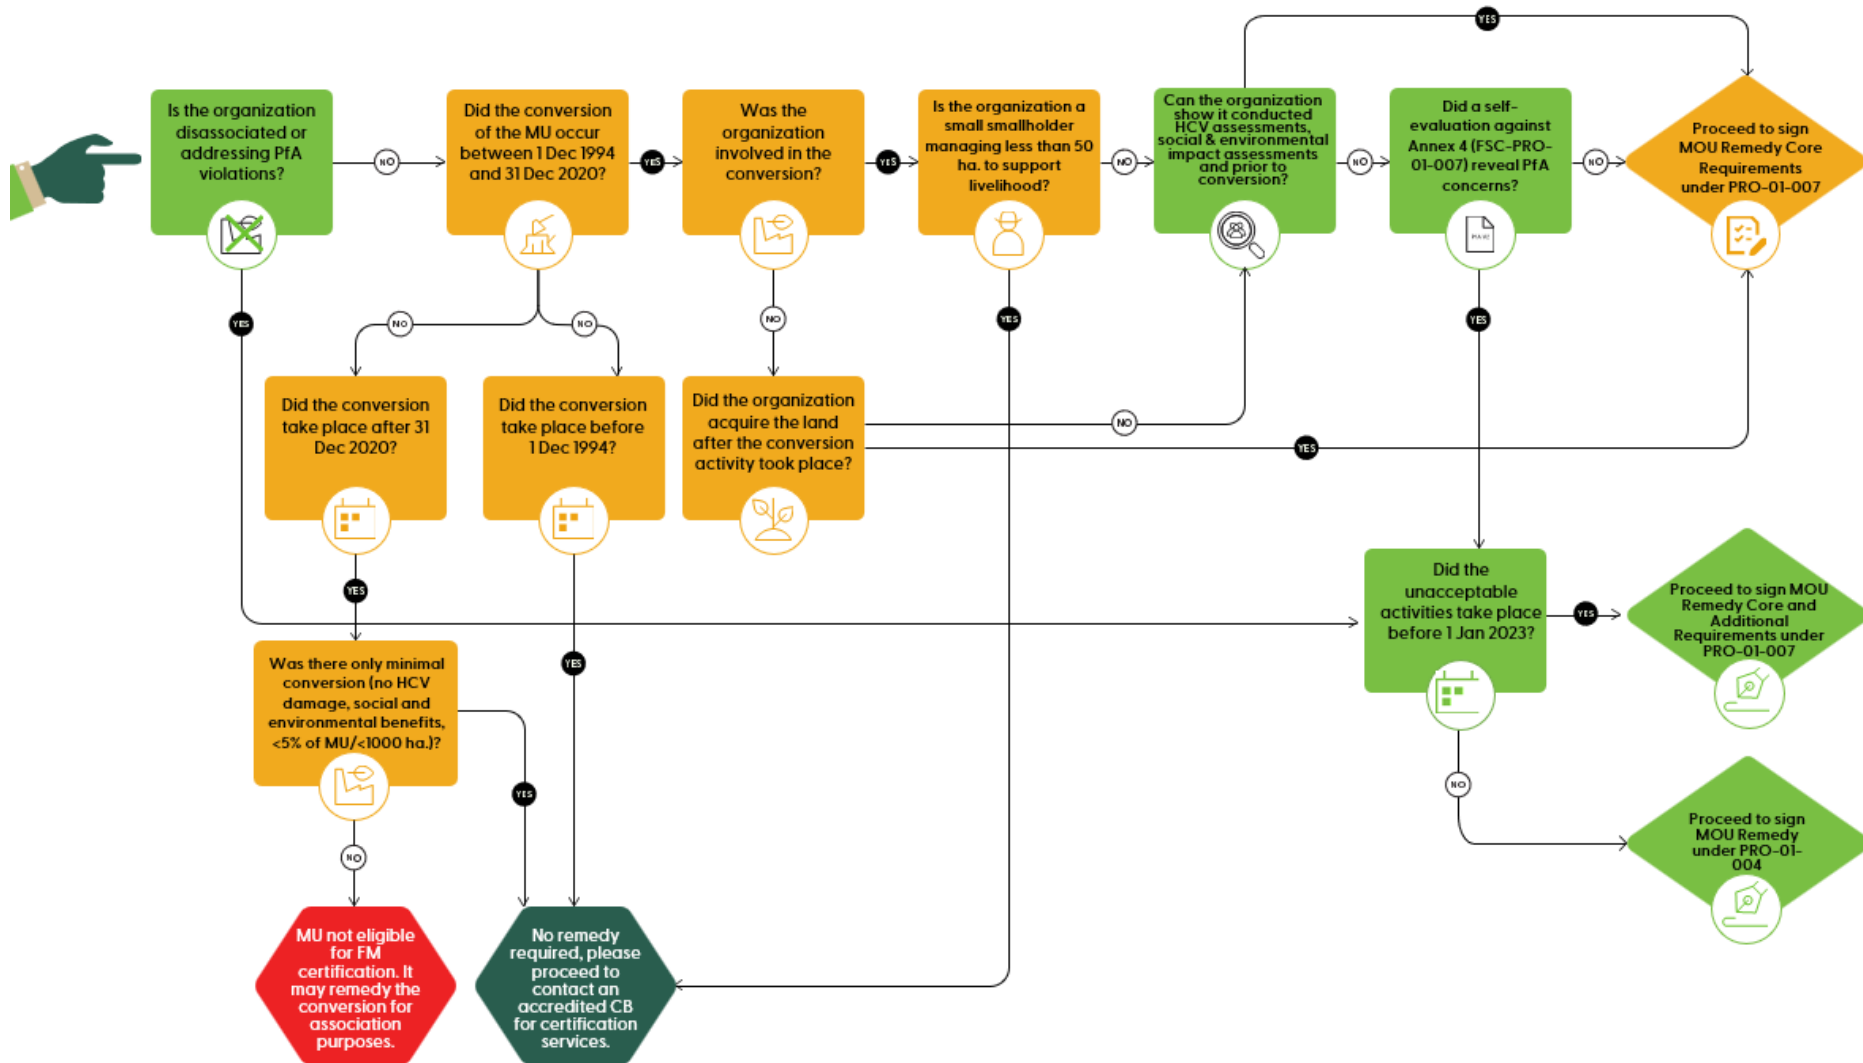 YES
Is the organization
disassociated or
addressing PfA
violations?
NO
Did the conversion
of the MU occur
between 1 Dec 1994
and 31 Dec 2020?
YES
Was the
organization
involved in the
conversion?
YES
Is the organization a
small smallholder
managing less than 50
ha. to support
livelihood?
NO
Can the organization
show it conducted
HCV assessments,
social & environmental
impact assessments
and prior to
conversion?
NO
Did a self-
evaluation against
Annex 4 (FSC-PRO-
01-007) reveal PfA
concerns?
NO
Proceed to sign
MOU Remedy Core
Requirements
under PRO-01-007
YES
NO
NO
NO
YES
YES
Did the conversion
take place after 31
Dec 2020?
Did the conversion
take place before
1 Dec 1994?
Did the organization
acquire the land
after the conversion
activity took place?
NO
YES
YES
Did the
unacceptable
activities take place
before 1 Jan 2023?
YES
Proceed to sign MOU
Remedy Core and
Additional
Requirements under
PRO-01-007
Was there only minimal
conversion (no HCV
damage, social and
environmental benefits,
<5% of MU/<1000 ha.)?
YES
YES
NO
NO
Proceed to sign
MOU Remedy
under PRO-01-
004
MU not eligible
for FM
certification. It
may remedy the
conversion for
association
purposes.
No remedy
required, please
proceed to
contact an
accredited CB
for certification
services.